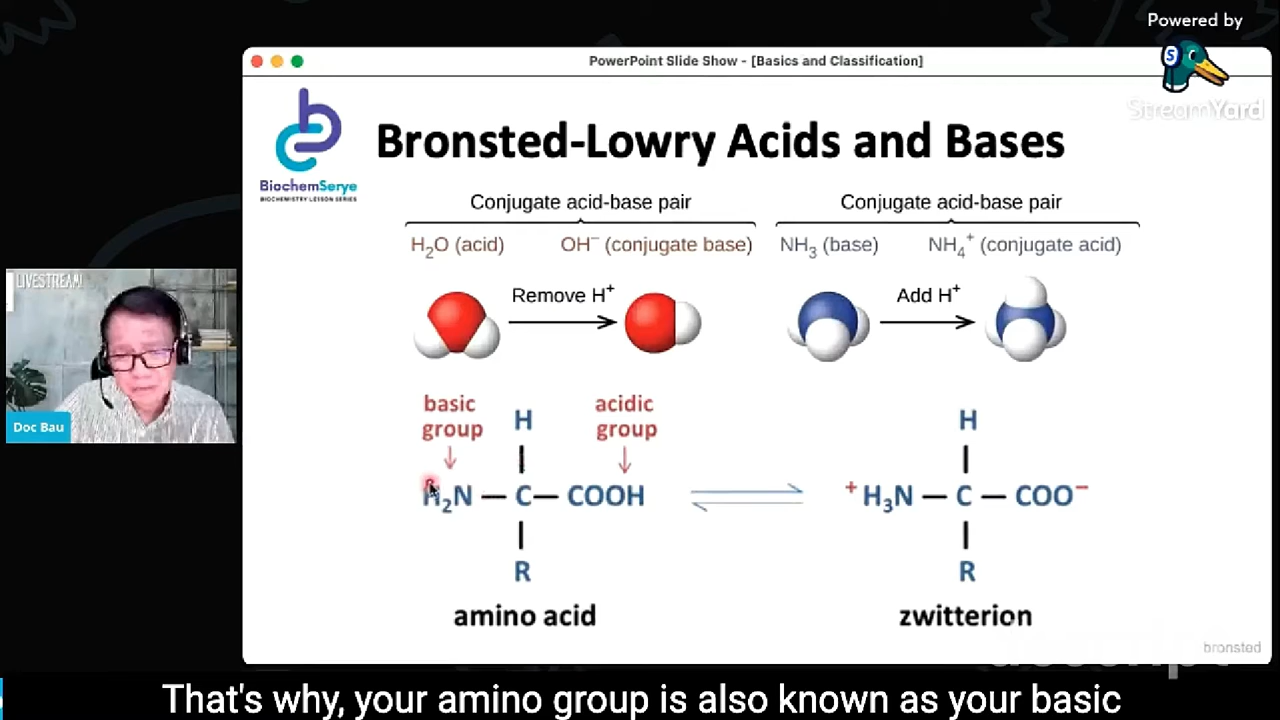 Powered by
S
StreamYard
PowerPoint Slide Show - [Basics and Classification]
BiochemSerye
BIOCHEMISTRY LESSON SERIES
Bronsted-Lowry Acids and Bases
Conjugate acid-base pair
Conjugate acid-base pair
H₂O (acid) OH⁻ (conjugate base)
NH₃ (base) NH₄⁺ (conjugate acid)
Remove H⁺
Add H⁺
LIVESTREAM!
Doc Bau
basic
group
acidic
group
H
H₂N — C — COOH
R
amino acid
H
⁺H₃N — C — COO⁻
R
zwitterion
bronsted
That's why, your amino group is also known as your basic